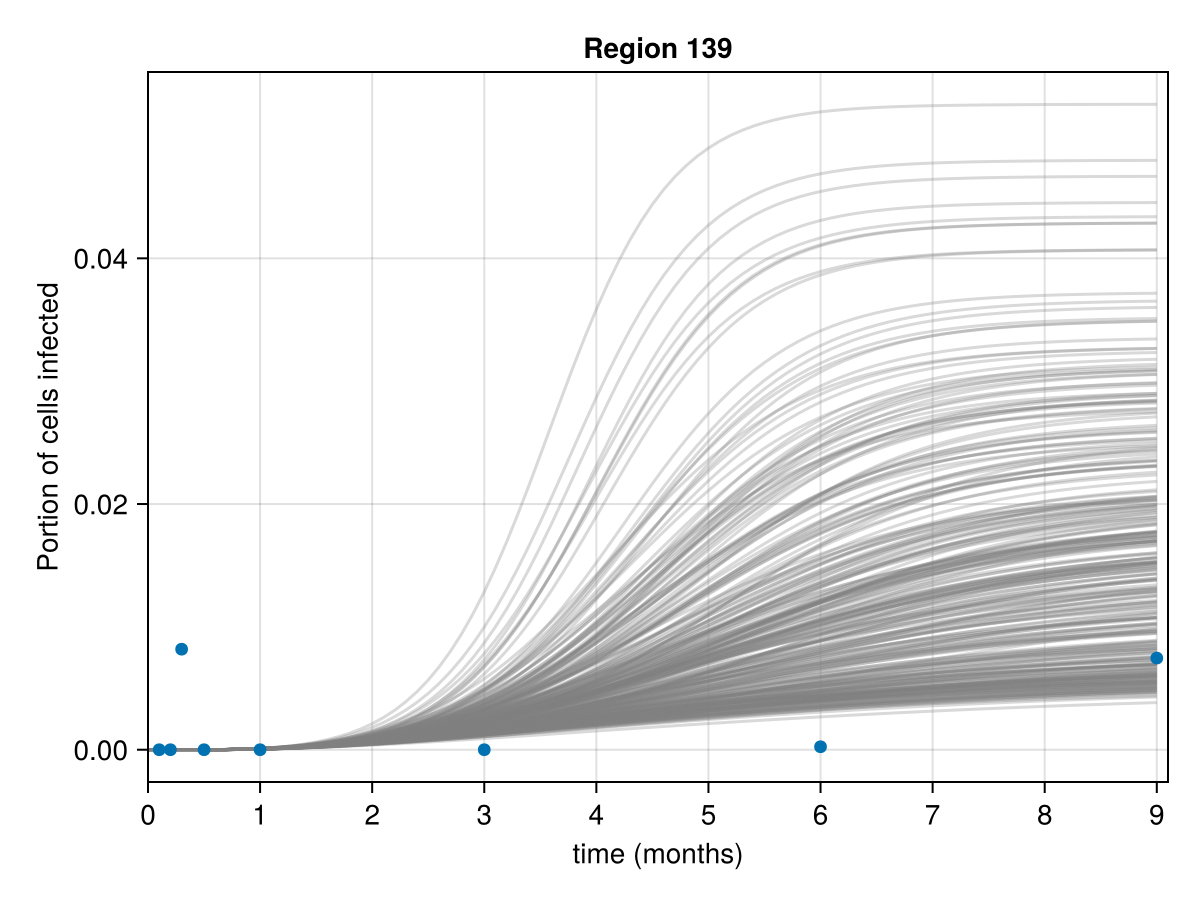 Region 139
Portion of cells infected
0.04
0.02
0.00
0 1 2 3 4 5 6 7 8 9
time (months)